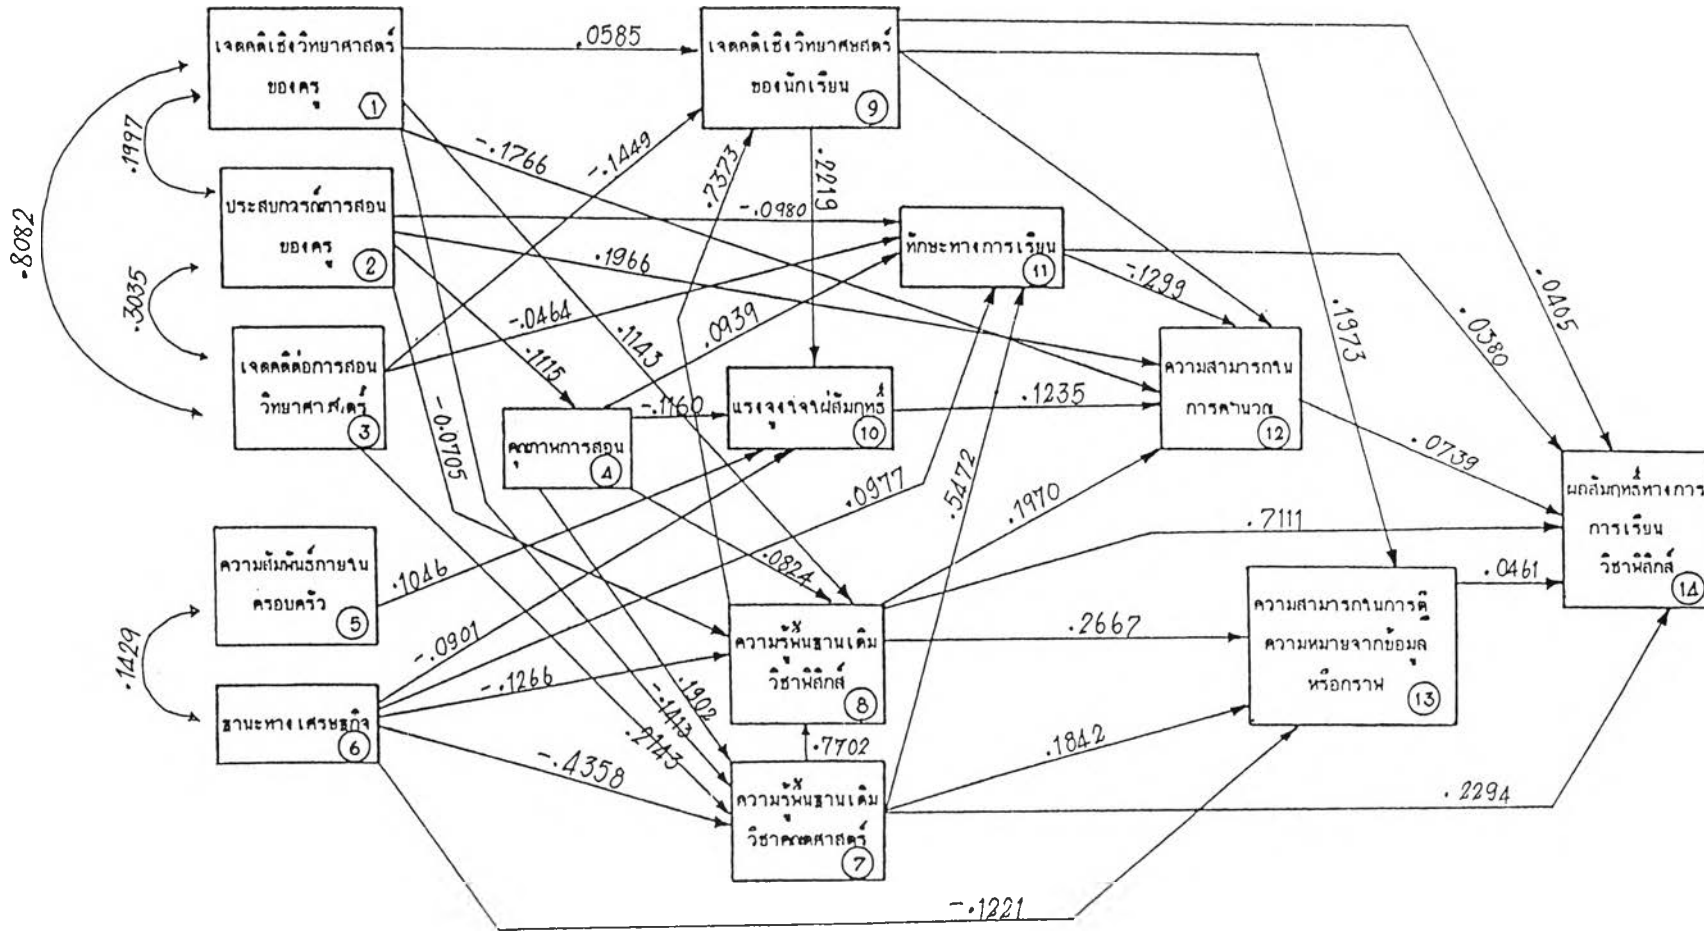 เจตคติเชิงวิทยาศาสตร์
ของครู
1
ประสบการณ์การสอน
ของครู
2
เจตคติต่อการสอน
วิทยาศาสตร์
3
คุณภาพการสอน
4
ความสัมพันธ์ภายใน
ครอบครัว
5
ฐานะทางเศรษฐกิจ
6
ความรู้พื้นฐานเดิม
วิชาคณิตศาสตร์
7
ความรู้พื้นฐานเดิม
วิชาฟิสิกส์
8
เจตคติเชิงวิทยาศษสตร์
ของนักเรียน
9
แรงจูงใจใฝ่สัมฤทธิ์
10
ทักษะทางการเรียน
11
ความสามารถใน
การคำนวณ
12
ความสามารถในการตี
ความหมายจากข้อมูล
หรือกราฟ
13
ผลสัมฤทธิ์ทางการ
การเรียน
วิชาฟิสิกส์
14
.8082
.1997
.3035
.1429
.0585
-.1449
-.1766
.7373
.2219
-.0980
.1966
-.0464
.0939
.1143
.1115
-.1160
-0.0705
.1235
-.1299
.1973
.0380
.0405
.0739
.0977
.5472
.1970
.7111
.0824
.1046
-.0901
-.1266
.1902
-.1413
.2143
-.4358
.7702
.2667
.1842
.0461
.2294
-.1221